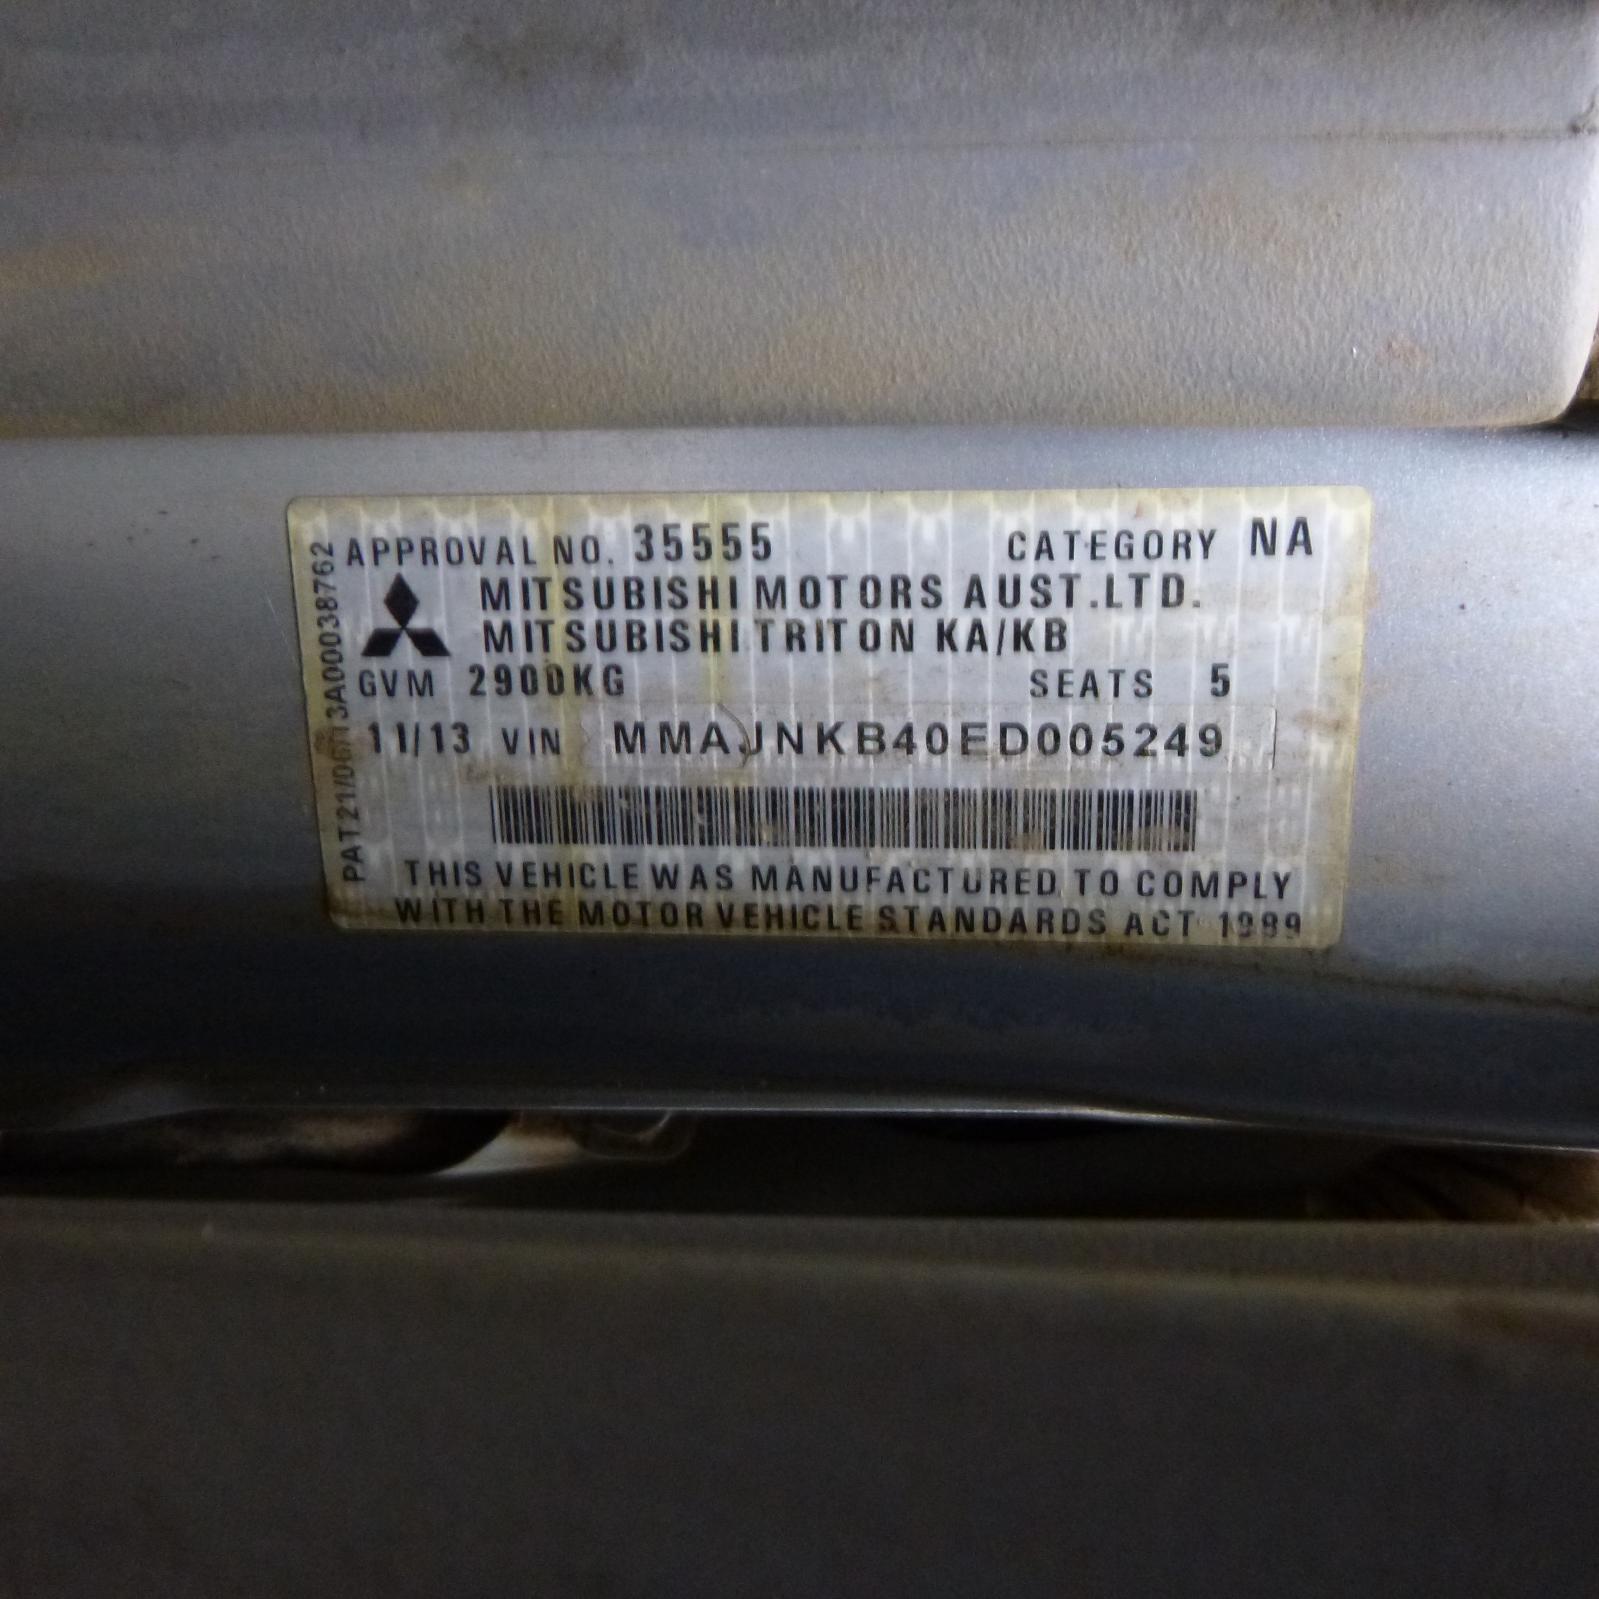 APPROVAL NO. 35555 CATEGORY NA
MITSUBISHI MOTORS AUST.LTD.
MITSUBISHI TRITON KA/KB
GVM 2900KG SEATS 5
11/13 VIN MMAJNKB40ED005249
THIS VEHICLE WAS MANUFACTURED TO COMPLY
WITH THE MOTOR VEHICLE STANDARDS ACT 1989